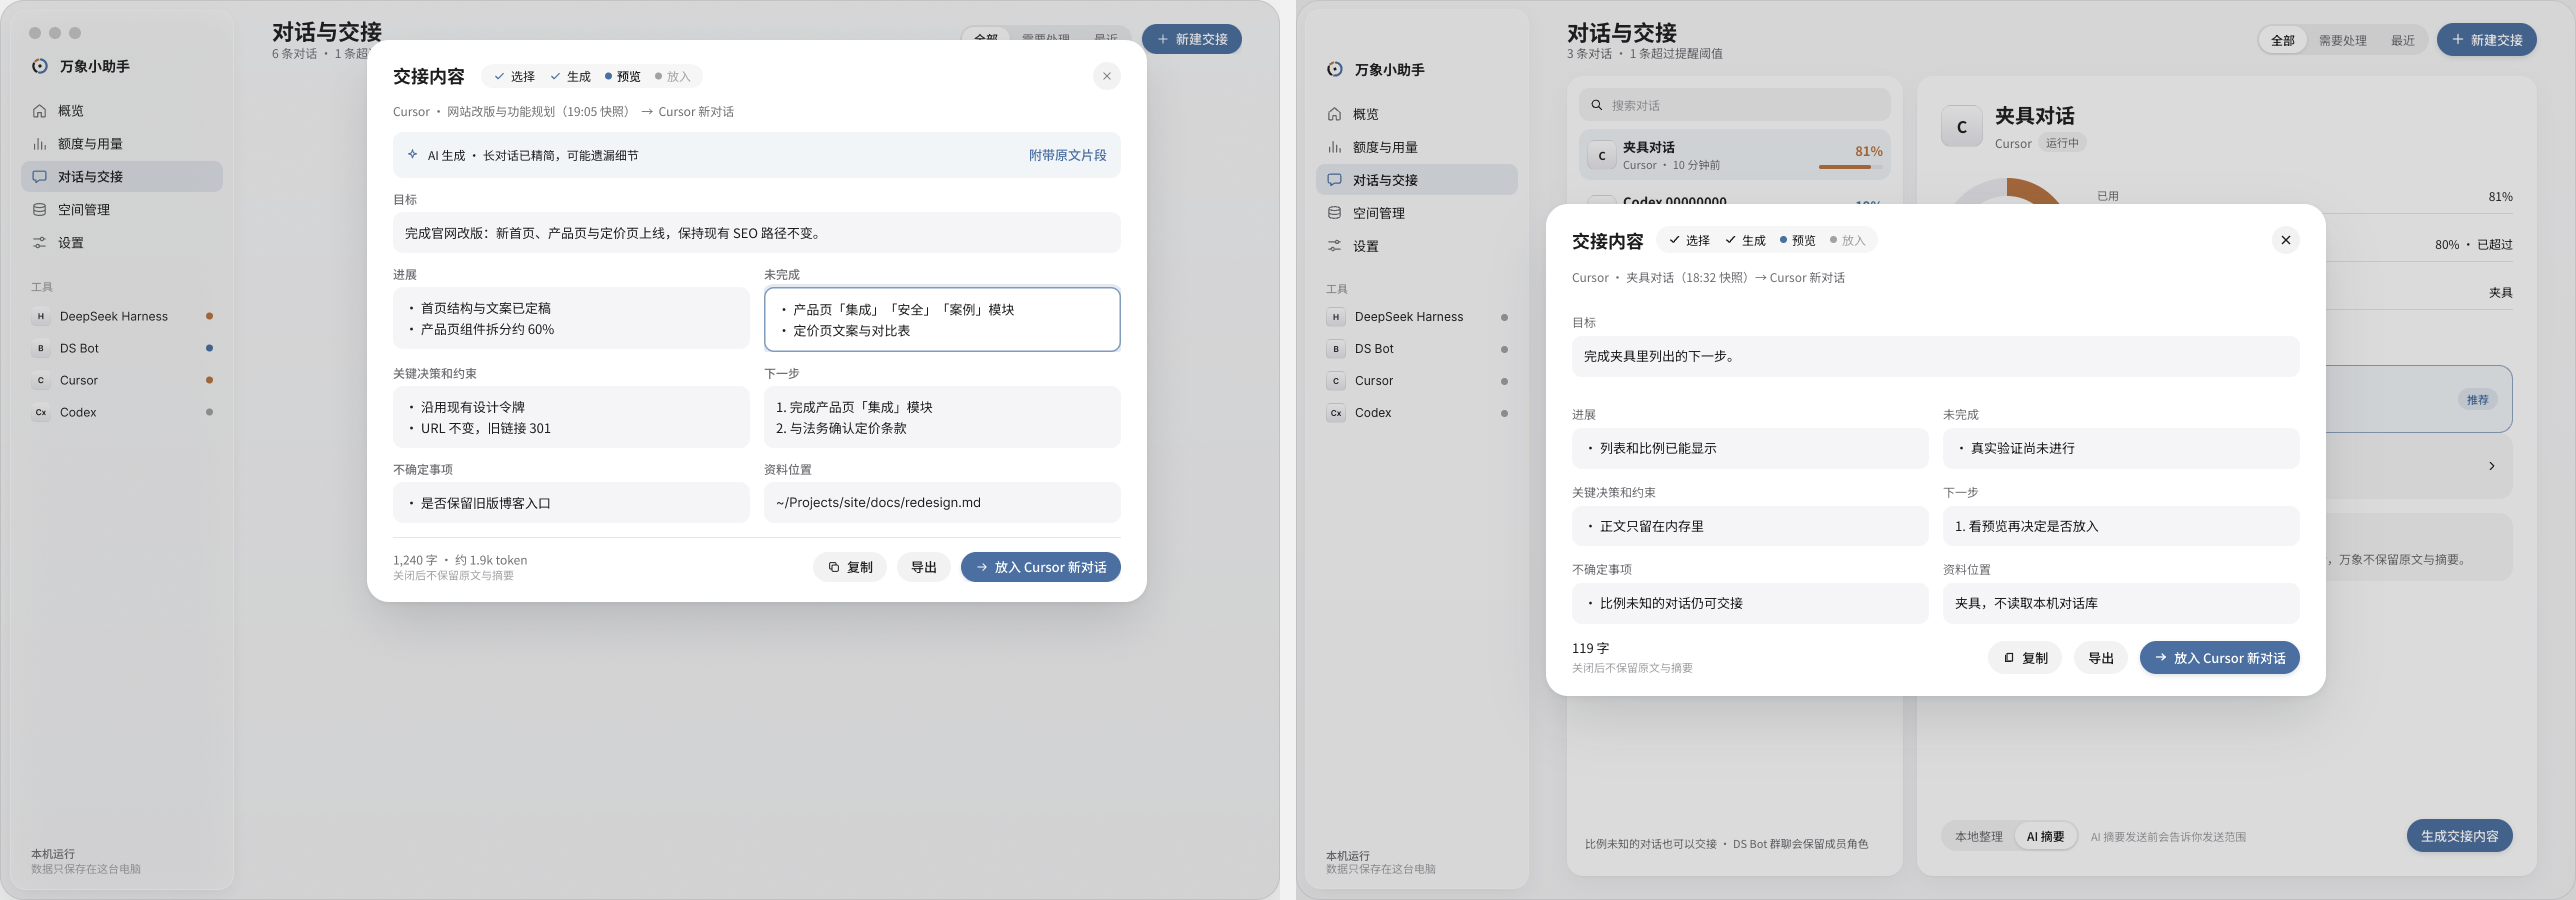 万象小助手
概览
额度与用量
对话与交接
空间管理
设置
工具
H DeepSeek Harness
B DS Bot
C Cursor
Cx Codex
本机运行
数据只保存在这台电脑
对话与交接
6 条对话 · 1 条超
全部 需要处理 最近
+ 新建交接
交接内容
选择 生成 预览 放入
Cursor · 网站改版与功能规划（19:05 快照） → Cursor 新对话
AI 生成 · 长对话已精简，可能遗漏细节 附带原文片段
目标
完成官网改版：新首页、产品页与定价页上线，保持现有 SEO 路径不变。
进展
· 首页结构与文案已定稿
· 产品页组件拆分约 60%
未完成
· 产品页「集成」「安全」「案例」模块
· 定价页文案与对比表
关键决策和约束
· 沿用现有设计令牌
· URL 不变，旧链接 301
下一步
1. 完成产品页「集成」模块
2. 与法务确认定价条款
不确定事项
· 是否保留旧版博客入口
资料位置
~/Projects/site/docs/redesign.md
1,240 字 · 约 1.9k token
关闭后不保留原文与摘要
复制 导出 → 放入 Cursor 新对话
万象小助手
概览
额度与用量
对话与交接
空间管理
设置
工具
H DeepSeek Harness
B DS Bot
C Cursor
Cx Codex
本机运行
数据只保存在这台电脑
对话与交接
3 条对话 · 1 条超过提醒阈值
全部 需要处理 最近
+ 新建交接
搜索对话
C 夹具对话 81%
Cursor · 10 分钟前
Codex 00000000
C 夹具对话
Cursor 运行中
已用 81%
80% · 已超过
夹具
推荐
，万象不保留原文与摘要。
交接内容
选择 生成 预览 放入
Cursor · 夹具对话（18:32 快照）→ Cursor 新对话
目标
完成夹具里列出的下一步。
进展
· 列表和比例已能显示
未完成
· 真实验证尚未进行
关键决策和约束
· 正文只留在内存里
下一步
1. 看预览再决定是否放入
不确定事项
· 比例未知的对话仍可交接
资料位置
夹具，不读取本机对话库
119 字
关闭后不保留原文与摘要
复制 导出 → 放入 Cursor 新对话
比例未知的对话也可以交接 · DS Bot 群聊会保留成员角色
本地整理 AI 摘要 AI 摘要发送前会告诉你发送范围
生成交接内容